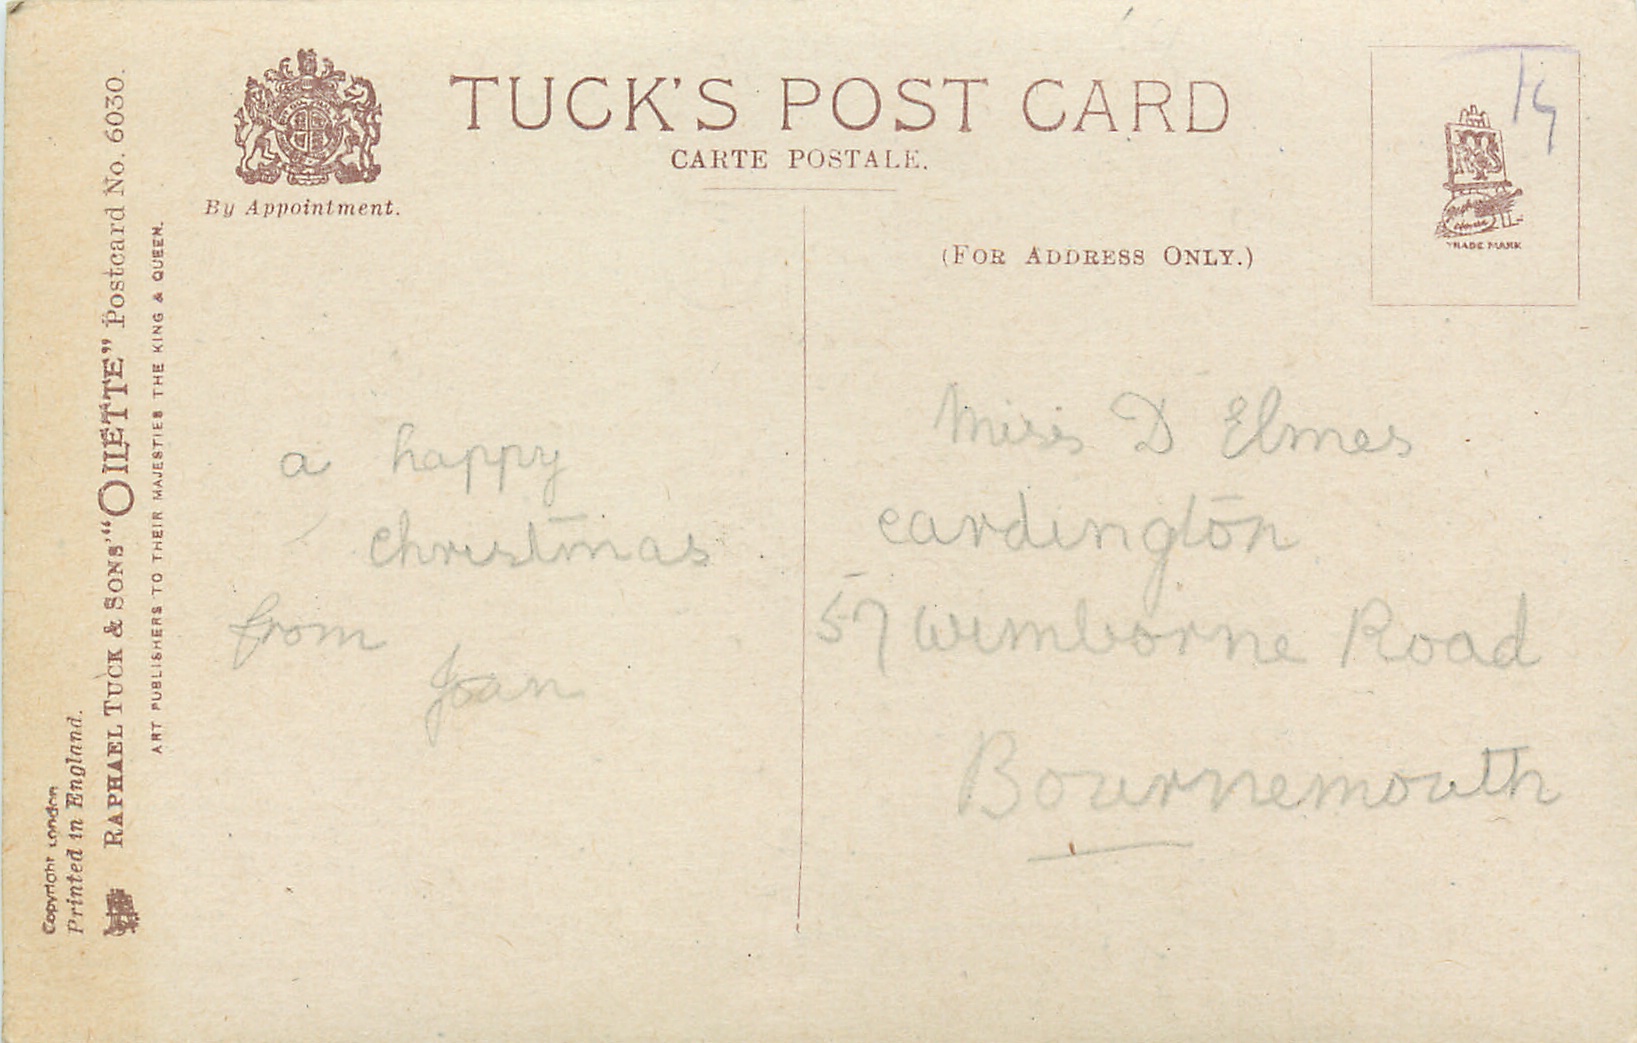 TUCK'S POST CARD
CARTE POSTALE.
By Appointment.
(FOR ADDRESS ONLY.)
TRADE MARK
a happy
christmas
from
Joan
Miss D Elmes
cardington
57 Wimborne Road
Bournemouth
Copyright London
Printed in England.
RAPHAEL TUCK & SONS' "OILETTE" Postcard No. 6030.
ART PUBLISHERS TO THEIR MAJESTIES THE KING & QUEEN.